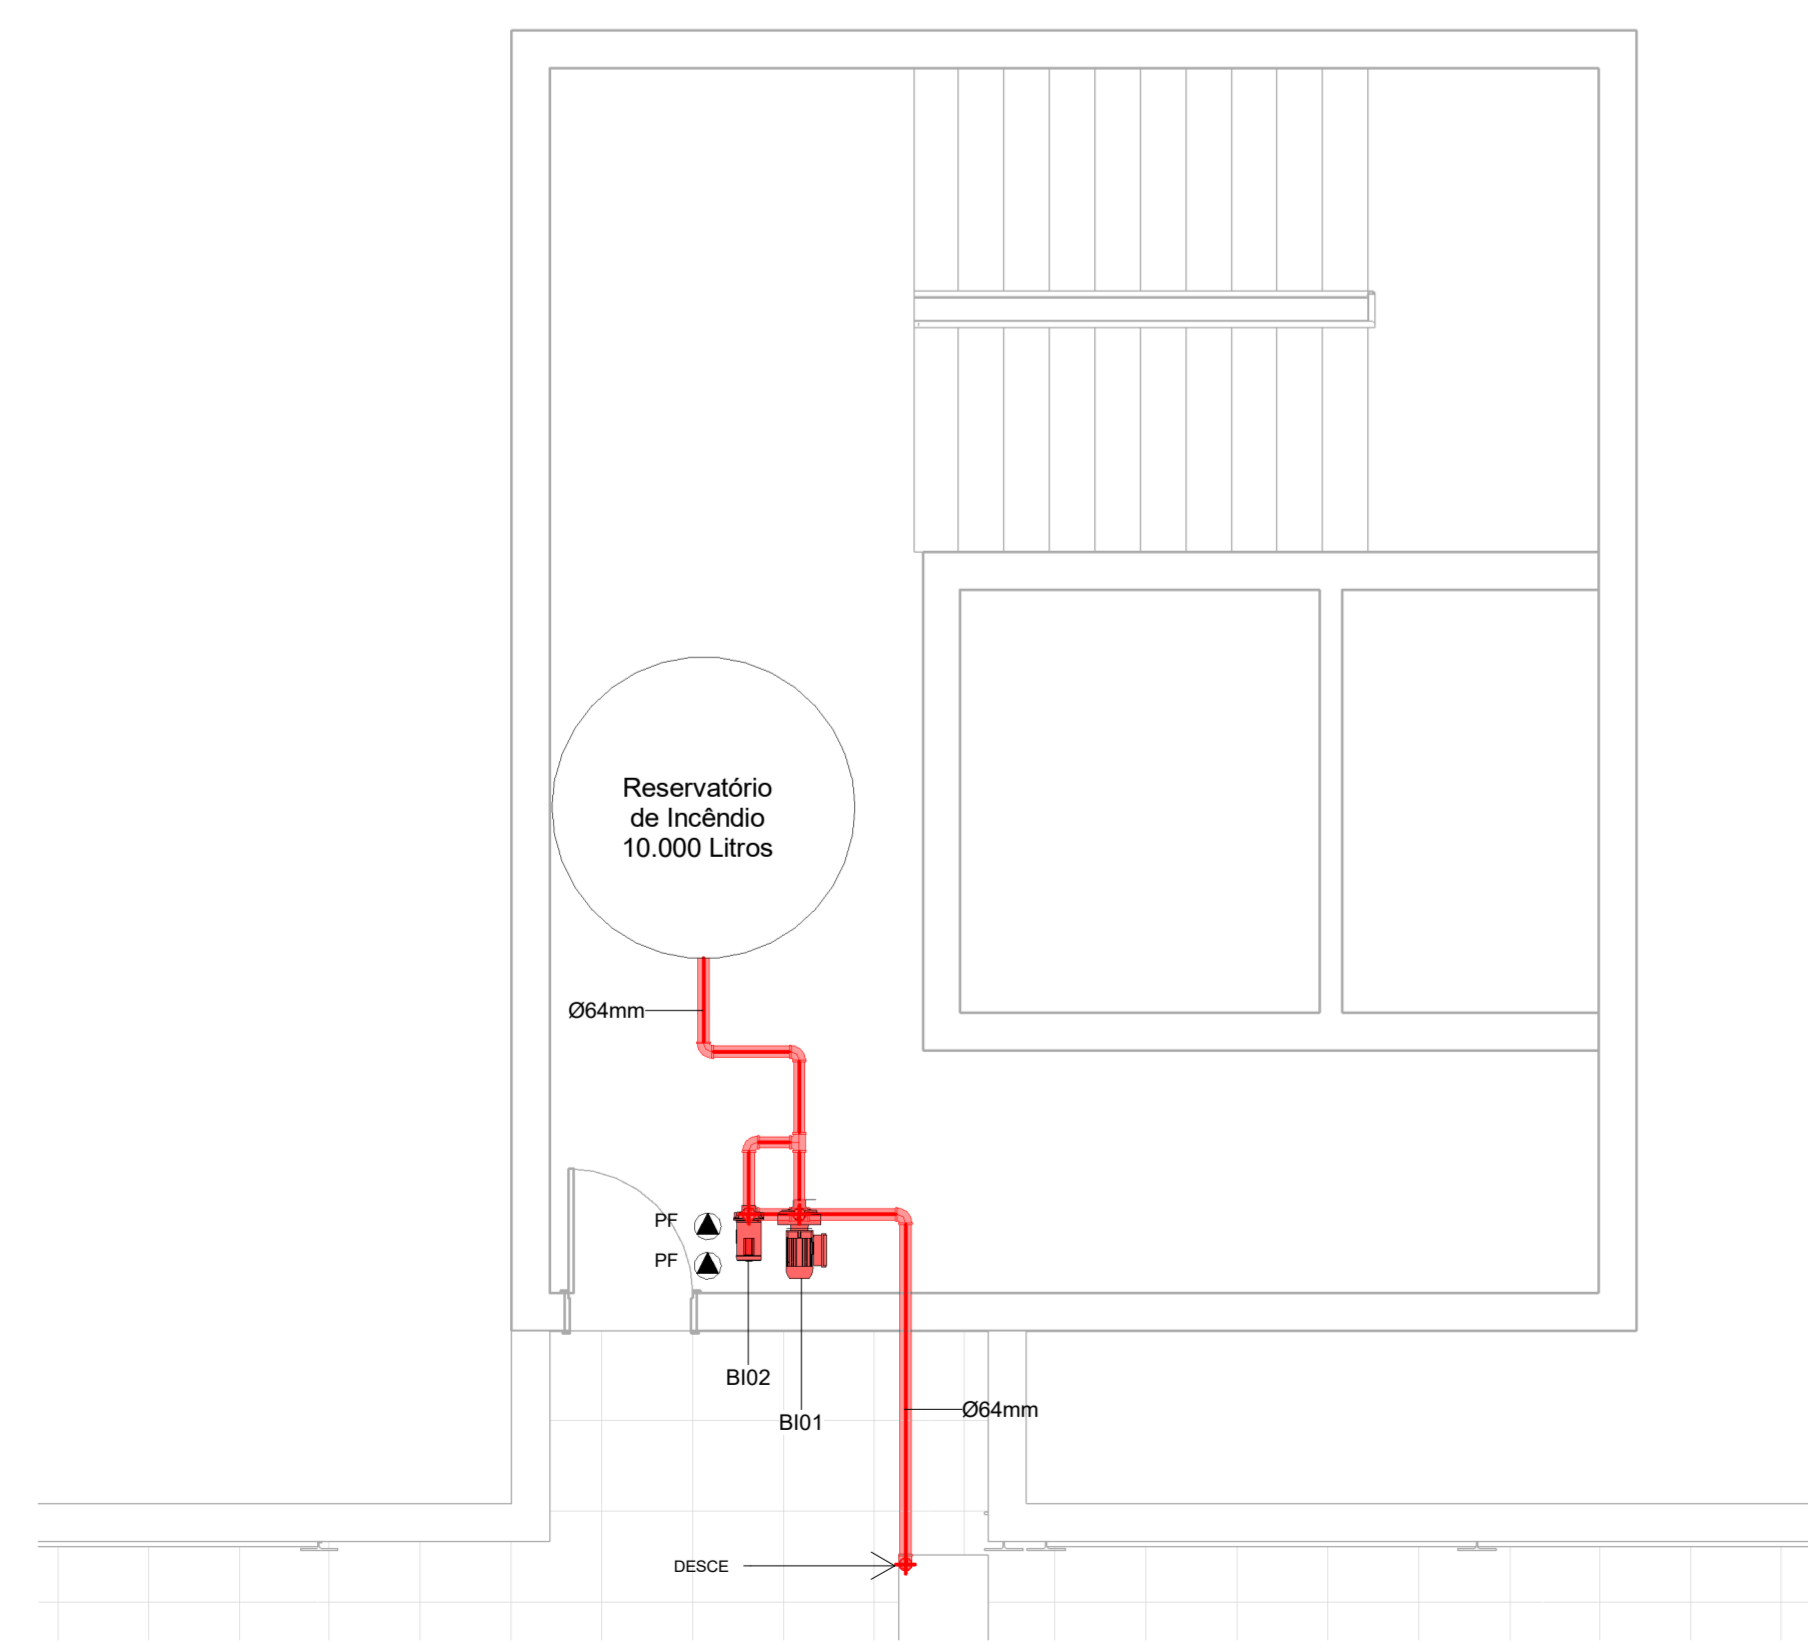 Reservatório
de Incêndio
10.000 Litros
Ø64mm
PF
PF
BI02
BI01
Ø64mm
DESCE